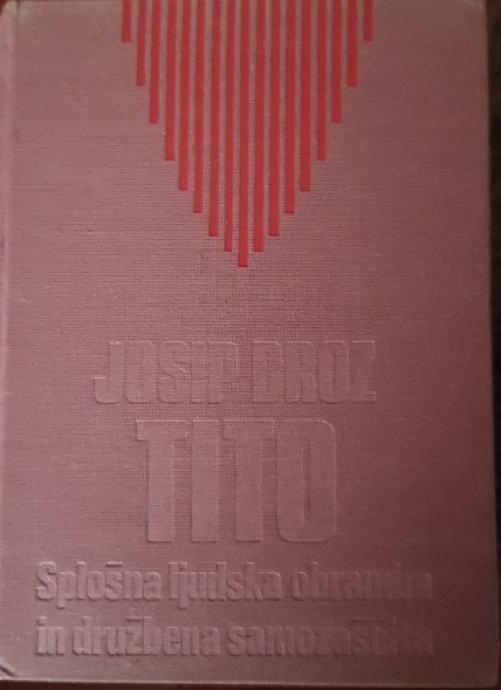 JOSIP BROZ
TITO
Splošna ljudska obramba
in družbena samozaščita